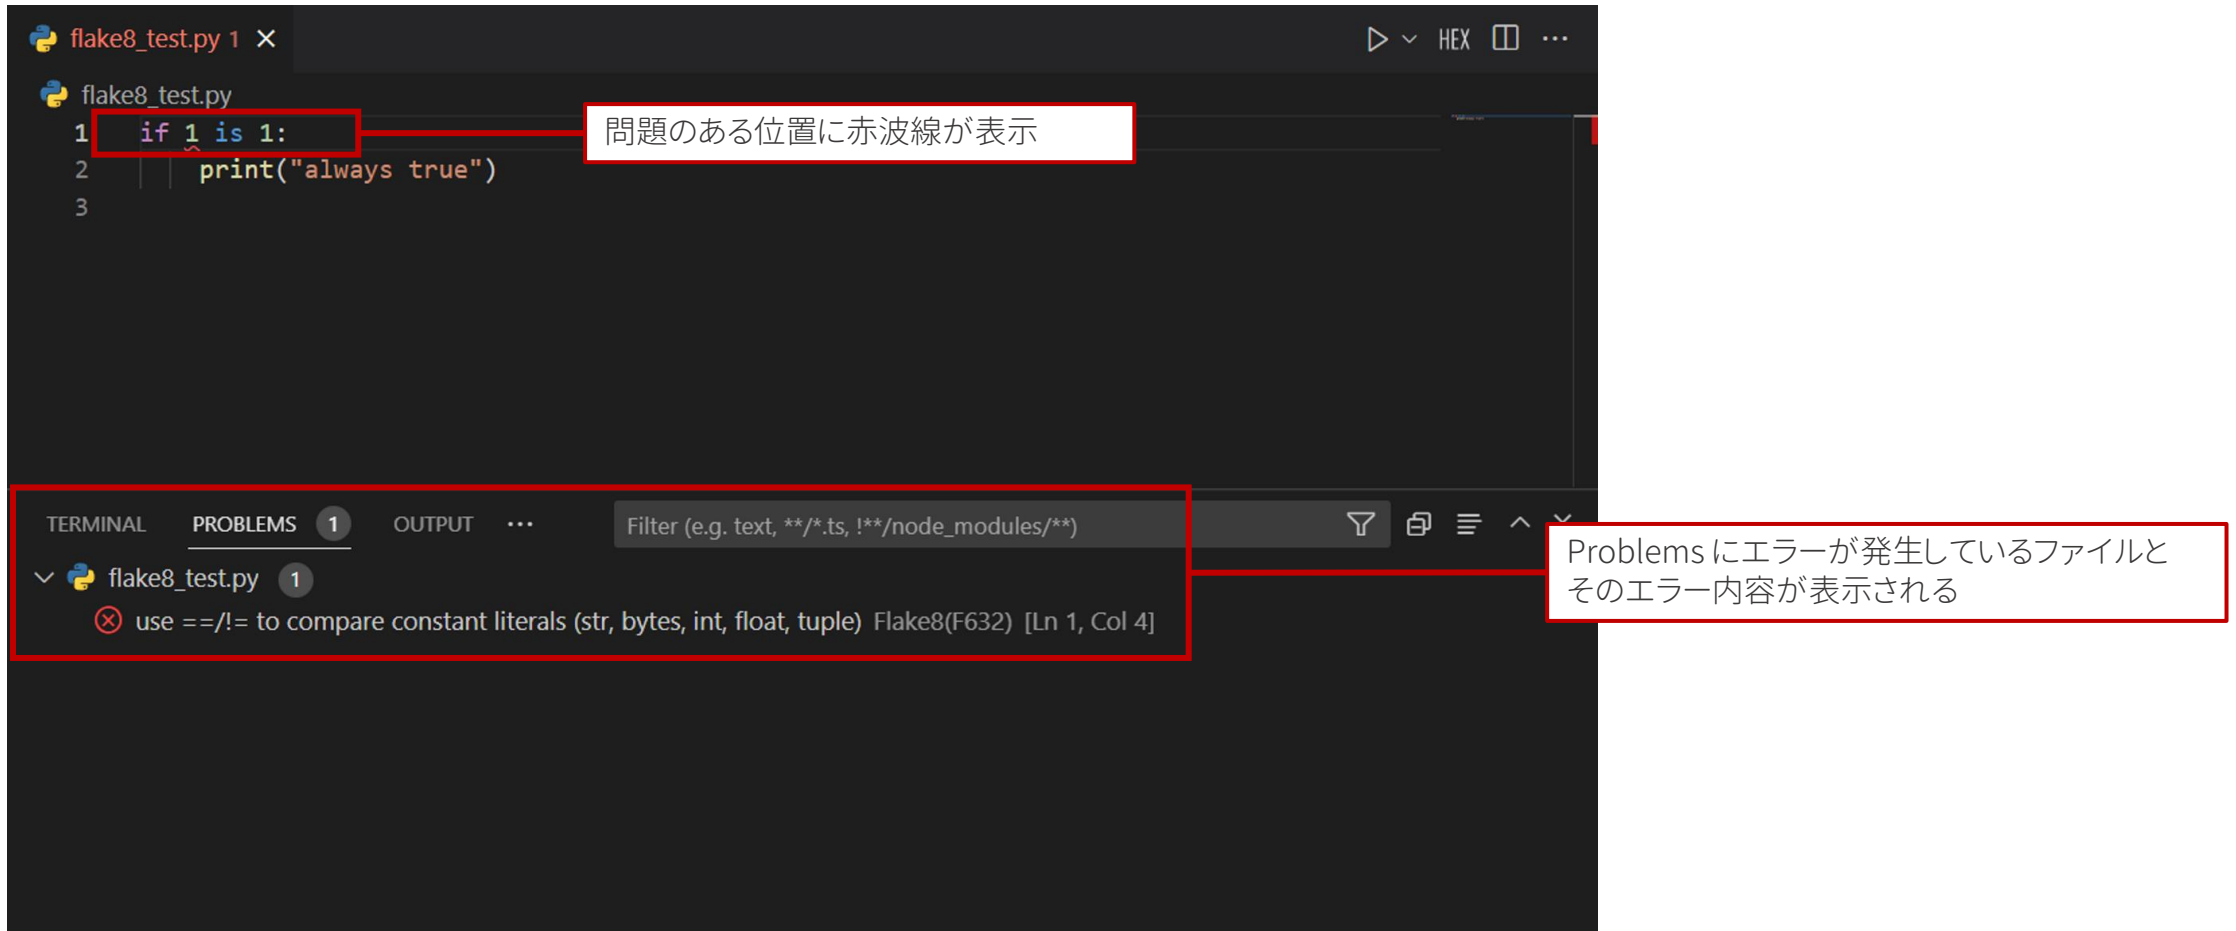 flake8_test.py 1
HEX
flake8_test.py
1 if 1 is 1:
問題のある位置に赤波線が表示
2 print("always true")
3
TERMINAL PROBLEMS 1 OUTPUT ··· Filter (e.g. text, **/*.ts, !**/node_modules/**)
Problems にエラーが発生しているファイルと
そのエラー内容が表示される
flake8_test.py 1
use ==/!= to compare constant literals (str, bytes, int, float, tuple) Flake8(F632) [Ln 1, Col 4]